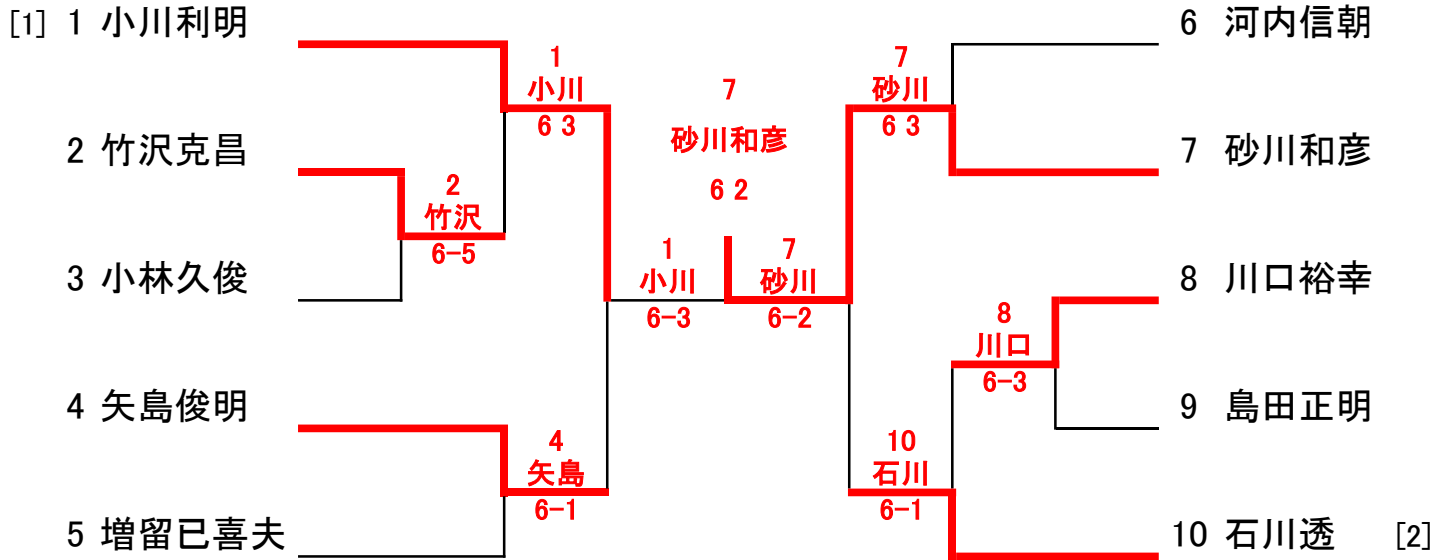 [1] 1 小川利明
2 竹沢克昌
3 小林久俊
4 矢島俊明
5 増留已喜夫
1
小川
6 3
2
竹沢
6-5
4
矢島
6-1
1
小川
6-3
7
砂川和彦
6 2
7
砂川
6-2
7
砂川
6 3
8
川口
6-3
10
石川
6-1
6 河内信朝
7 砂川和彦
8 川口裕幸
9 島田正明
10 石川透 [2]